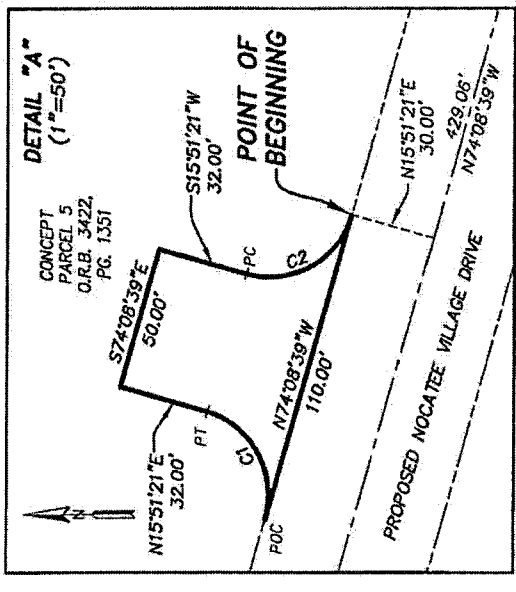 DETAIL "A"
(1"=50')
CONCEPT
PARCEL 5
O.R.B. 3422,
PG. 1351
S74°08'39"E
50.00'
S15°51'21"W
32.00'
POINT OF
BEGINNING
N15°51'21"E
32.00'
PT
PC
C1
C2
N74°08'39"W
110.00'
POC
N15°51'21"E
30.00'
429.06'
N74°08'39"W
PROPOSED NOCATEE VILLAGE DRIVE
N